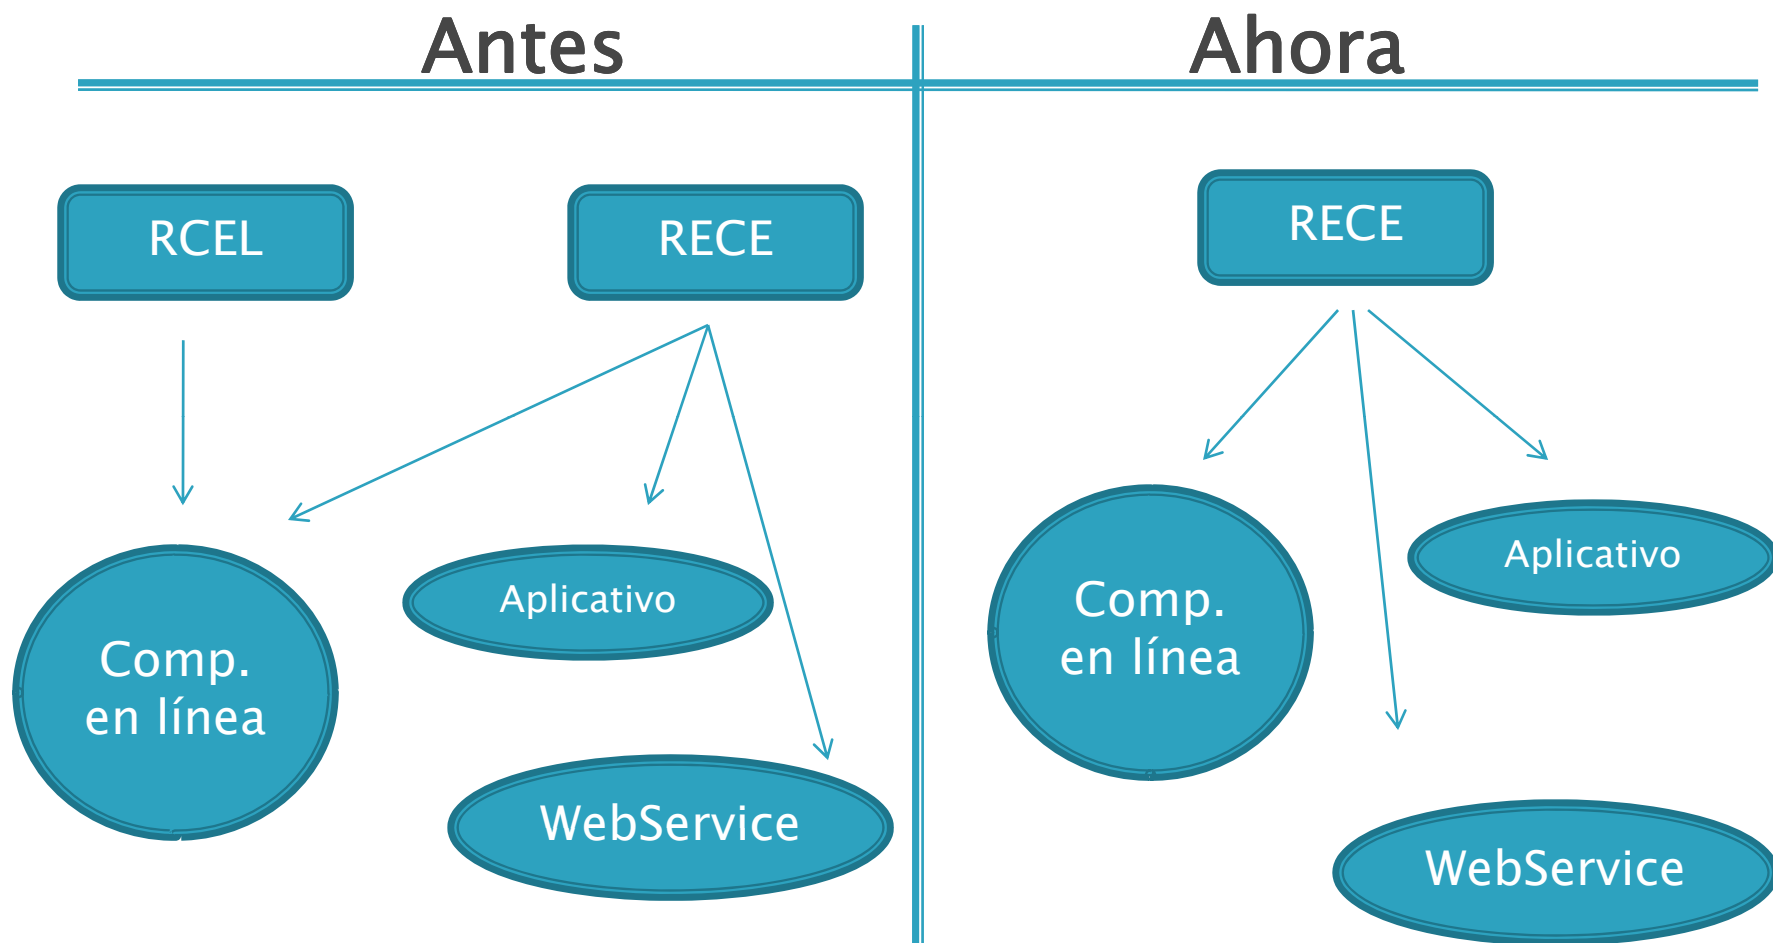 Antes
Ahora
RCEL
RECE
Aplicativo
Comp.
en línea
WebService
RECE
Comp.
en línea
Aplicativo
WebService